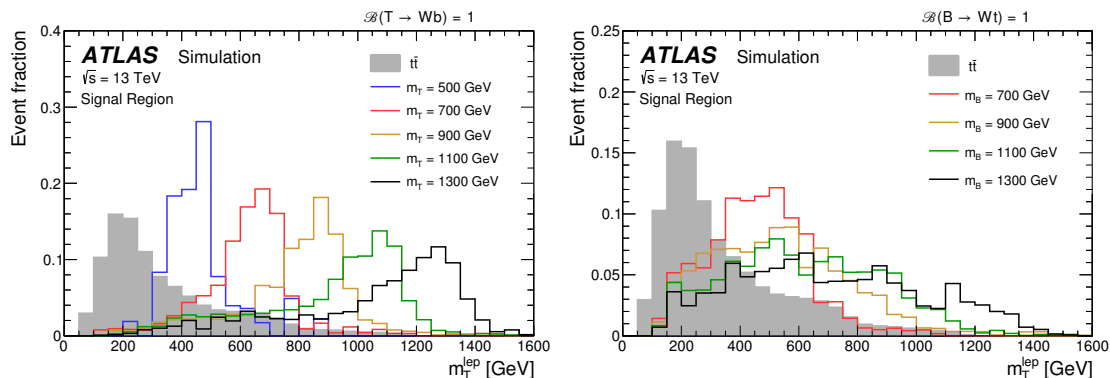 ℬ(T → Wb) = 1
Event fraction
0.4
0.3
0.2
0.1
0
ATLAS Simulation
√s = 13 TeV
Signal Region
tt̄
m_T = 500 GeV
m_T = 700 GeV
m_T = 900 GeV
m_T = 1100 GeV
m_T = 1300 GeV
0 200 400 600 800 1000 1200 1400 1600
m_T^lep [GeV]
ℬ(B → Wt) = 1
Event fraction
0.25
0.20
0.15
0.10
0.05
0.00
ATLAS Simulation
√s = 13 TeV
Signal Region
tt̄
m_B = 700 GeV
m_B = 900 GeV
m_B = 1100 GeV
m_B = 1300 GeV
0 200 400 600 800 1000 1200 1400 1600
m_T^lep [GeV]